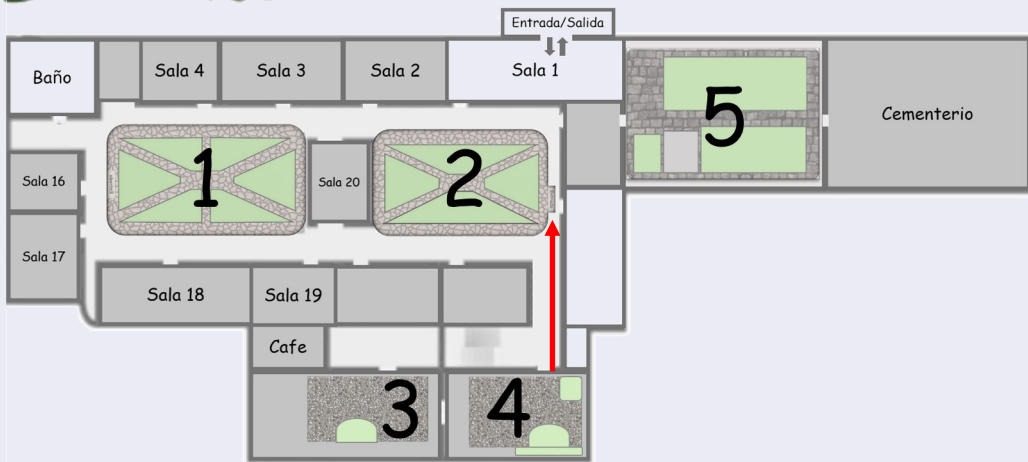 Entrada/Salida
Baño
Sala 4
Sala 3
Sala 2
Sala 1
5
Cementerio
1
Sala 20
2
Sala 16
Sala 17
Sala 18
Sala 19
Cafe
3
4